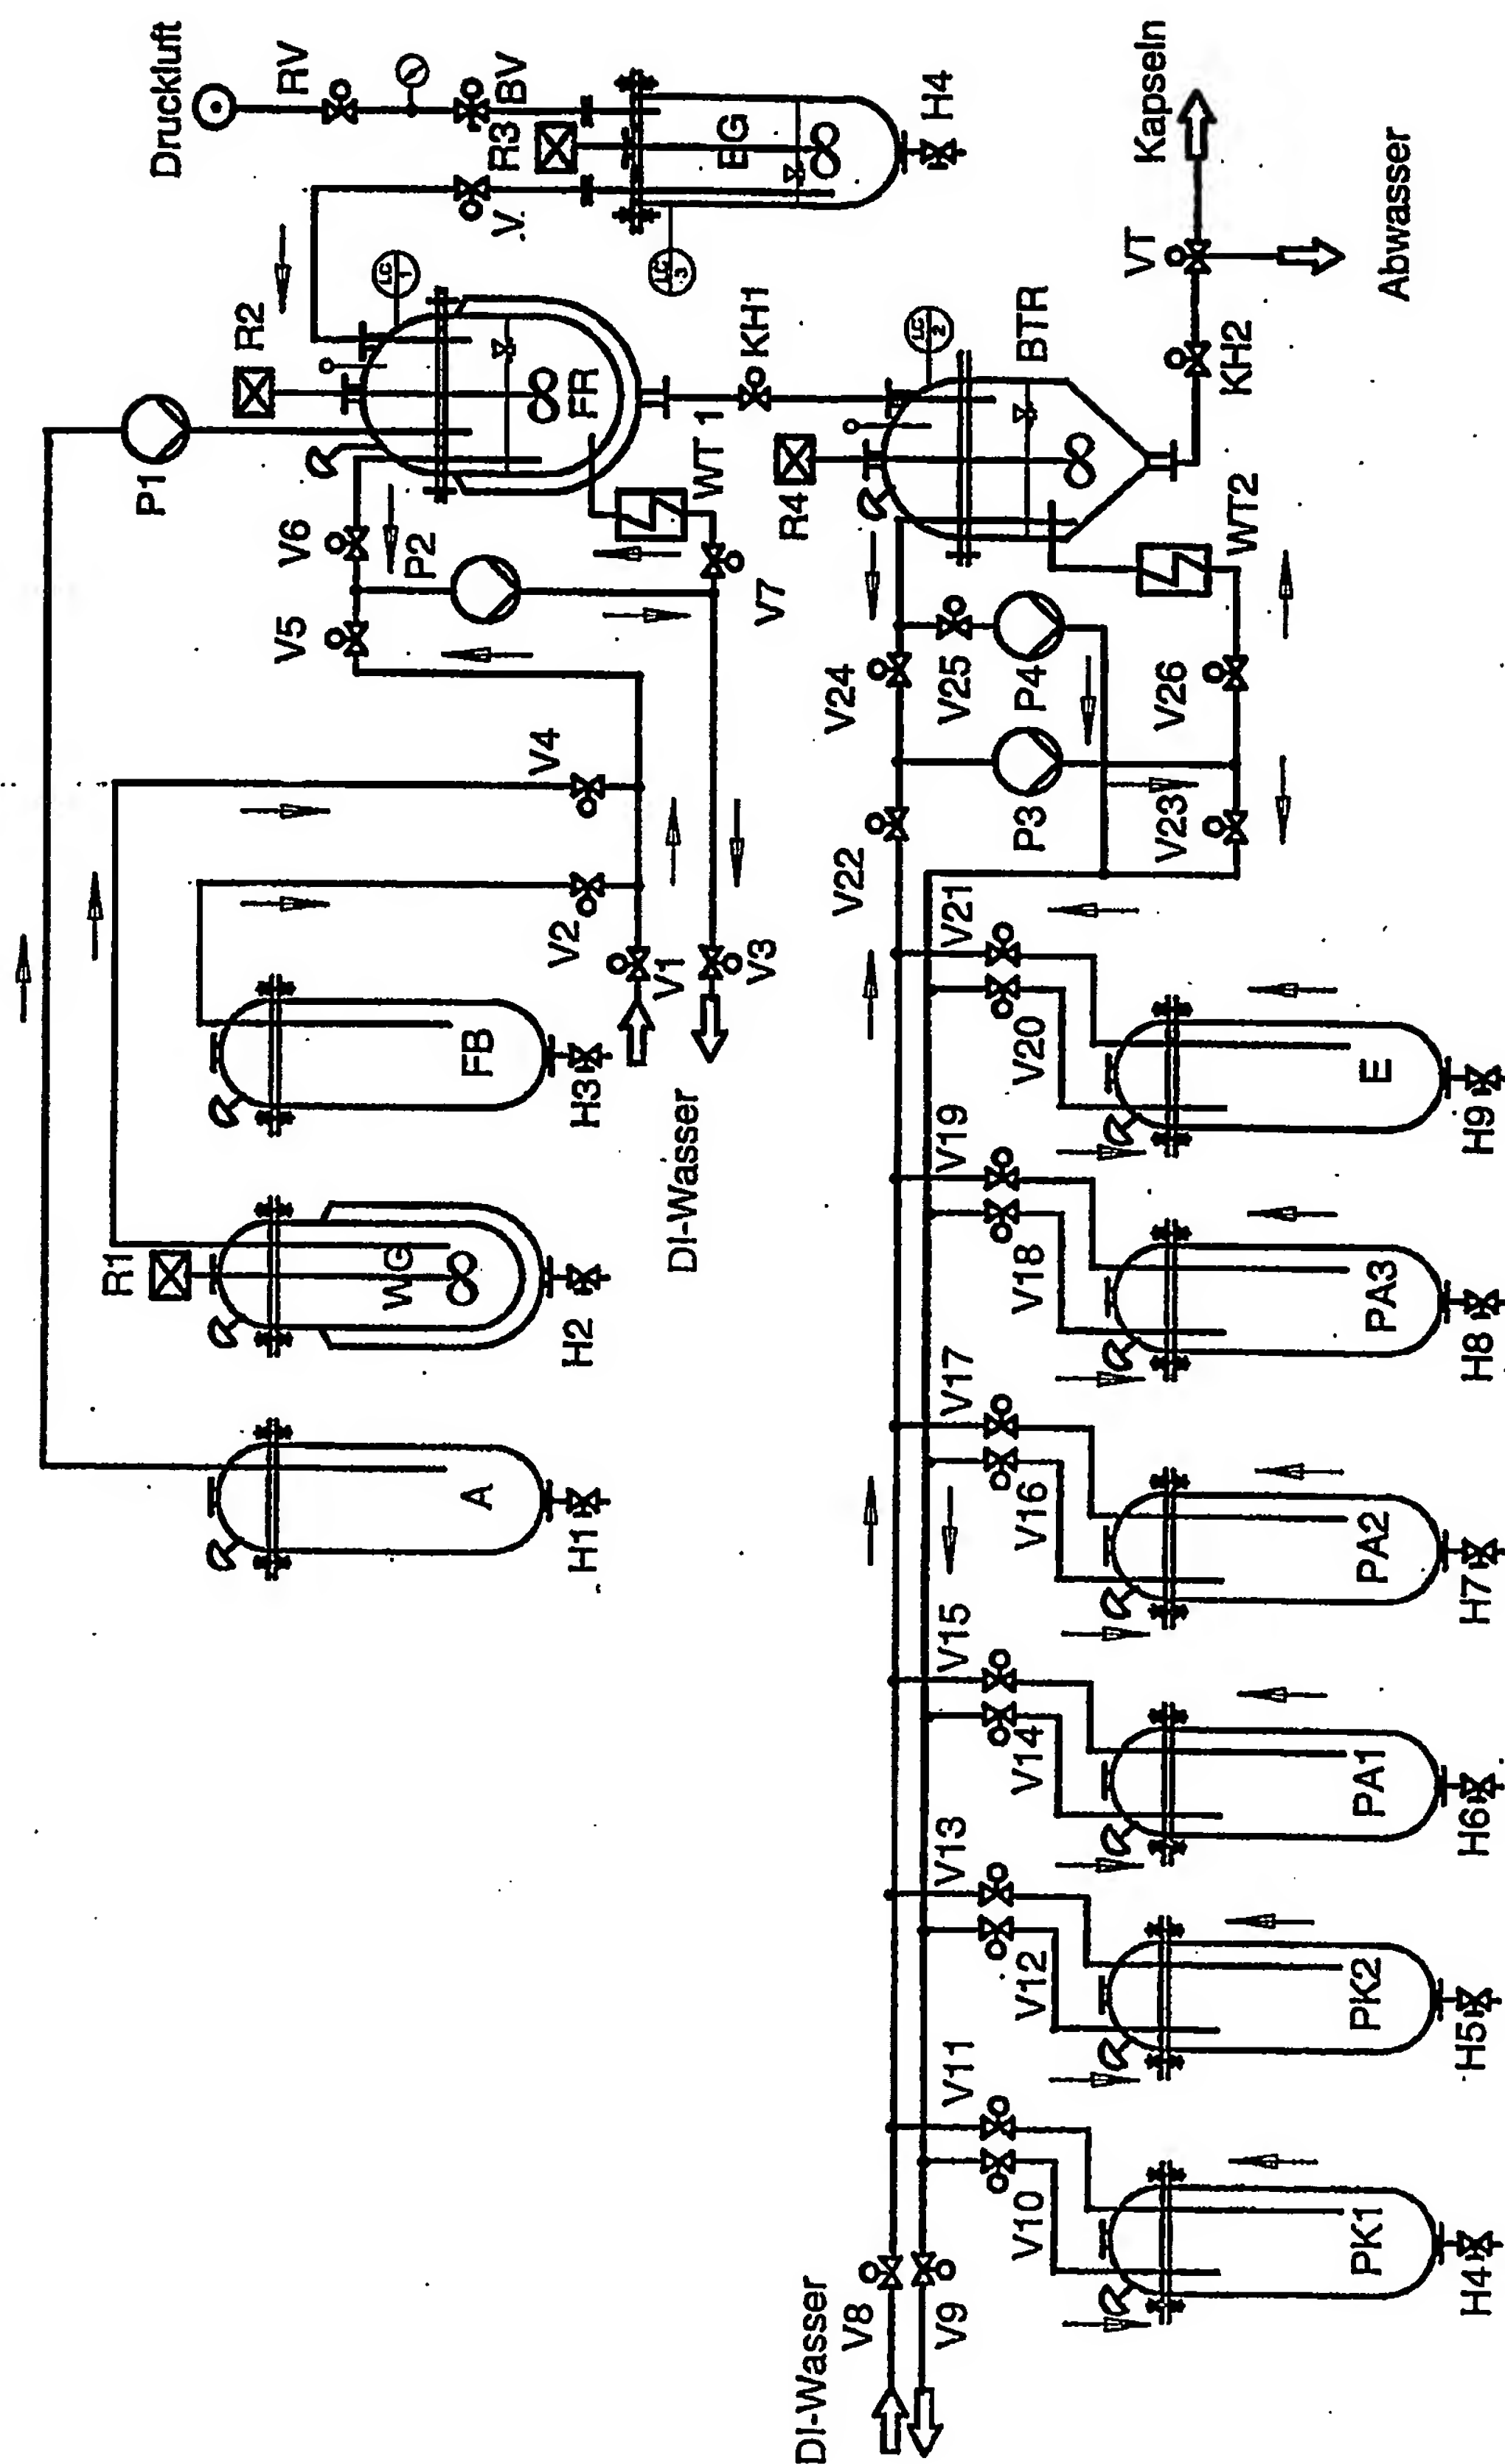 Druckluft
RV
BV
R3
BG
H4
V.
LC
3
LC
1
R2
FR
P1
V6
P2
V5
WT 1
V7
KH1
V4
V2
V1
V3
FB
H3
DI-Wasser
R1
WG
H2
A
H1
Kapseln
VT
Abwasser
KH2
LC
2
BTR
R4
WT2
V24
V25
P4
V26
V22
P3
V23
V21
V20
E
H9
V19
V18
PA3
H8
V17
V16
PA2
H7
V15
V14
PA1
H6
V13
V12
PK2
H5
V11
V10
PK1
H4
DI-Wasser
V8
V9